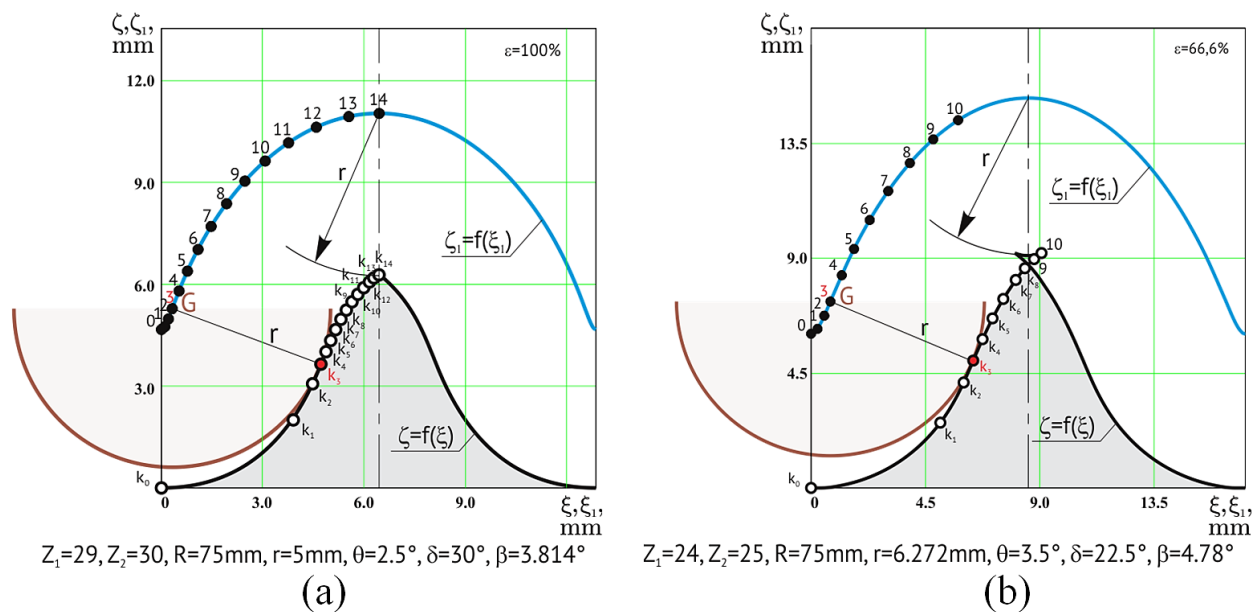 ζ,ζ₁,
mm
ε=100%
12.0
9.0
6.0
0
3.0
1
2
3
4
5
6
7
8
9
10
11
12
13
14
G
r
r
ζ₁=f(ξ₁)
ζ=f(ξ)
k₀
k₁
k₂
k₃
k₄
k₅
k₆
k₇
k₈
k₉
k₁₀
k₁₁
k₁₂
k₁₃
k₁₄
0
3.0
6.0
9.0
ξ,ξ₁,
mm
Z₁=29, Z₂=30, R=75mm, r=5mm, θ=2.5°, δ=30°, β=3.814°
(a)
ζ,ζ₁,
mm
ε=66,6%
13.5
9.0
4.5
0
1
2
3
4
5
6
7
8
9
10
G
r
r
ζ₁=f(ξ₁)
ζ=f(ξ)
k₀
k₁
k₂
k₃
k₄
k₅
k₆
k₇
k₈
9
10
0
4.5
9.0
13.5
ξ,ξ₁,
mm
Z₁=24, Z₂=25, R=75mm, r=6.272mm, θ=3.5°, δ=22.5°, β=4.78°
(b)